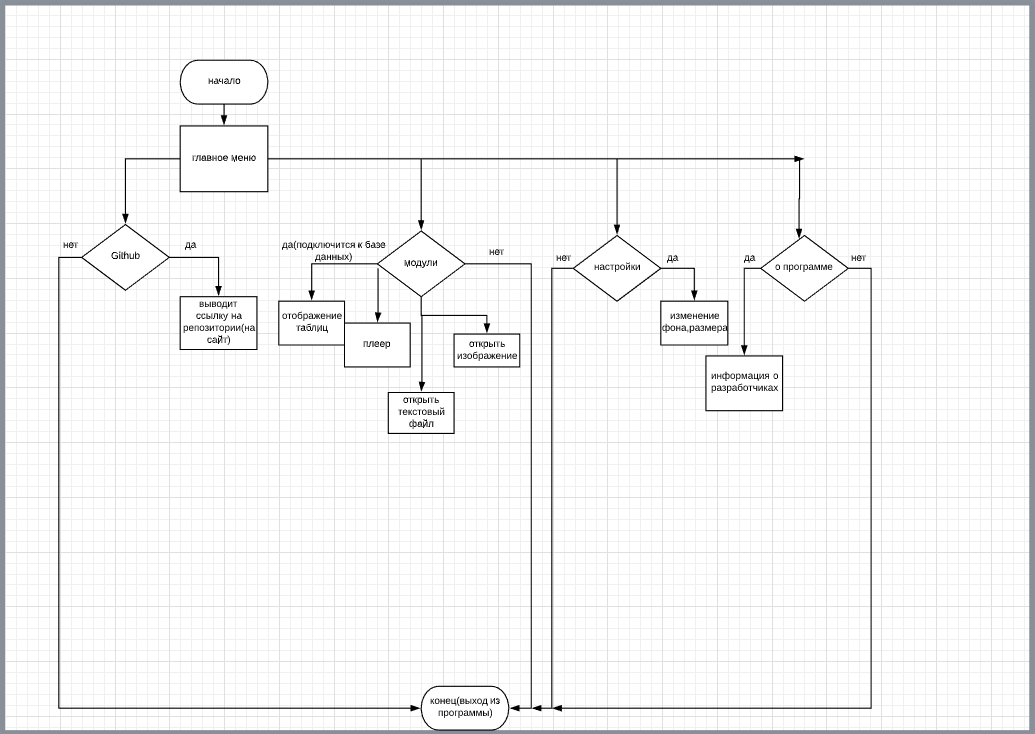 начало
главное меню
нет
Github
да
выводит
ссылку на
репозитории(на
сайт)
да(подключится к базе
данных)
модули
нет
отображение
таблиц
плеер
открыть
изображение
открыть
текстовый
файл
нет
настройки
да
изменение
фона,размера
да
о программе
нет
информация о
разработчиках
конец(выход из
программы)